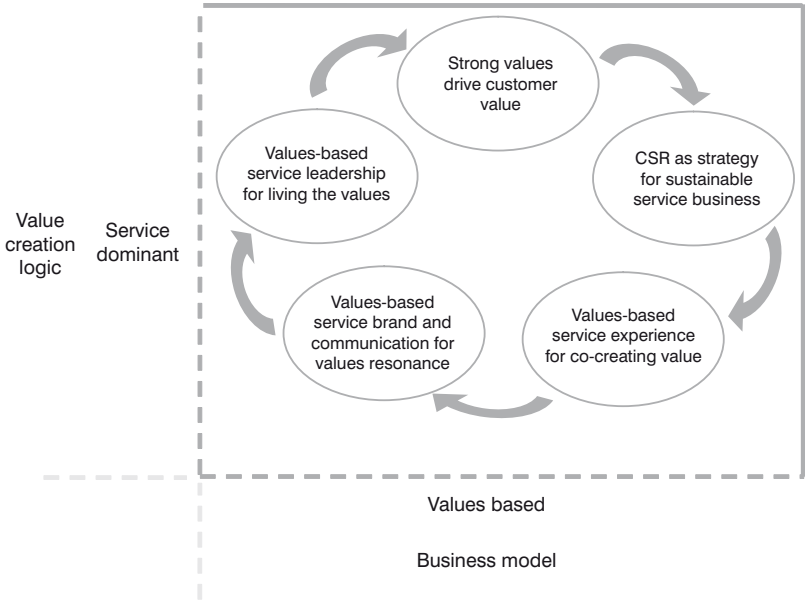 Strong values
drive customer
value
CSR as strategy
for sustainable
service business
Values-based
service experience
for co-creating value
Values-based
service brand and
communication for
values resonance
Values-based
service leadership
for living the values
Value
creation
logic
Service
dominant
Values based
Business model